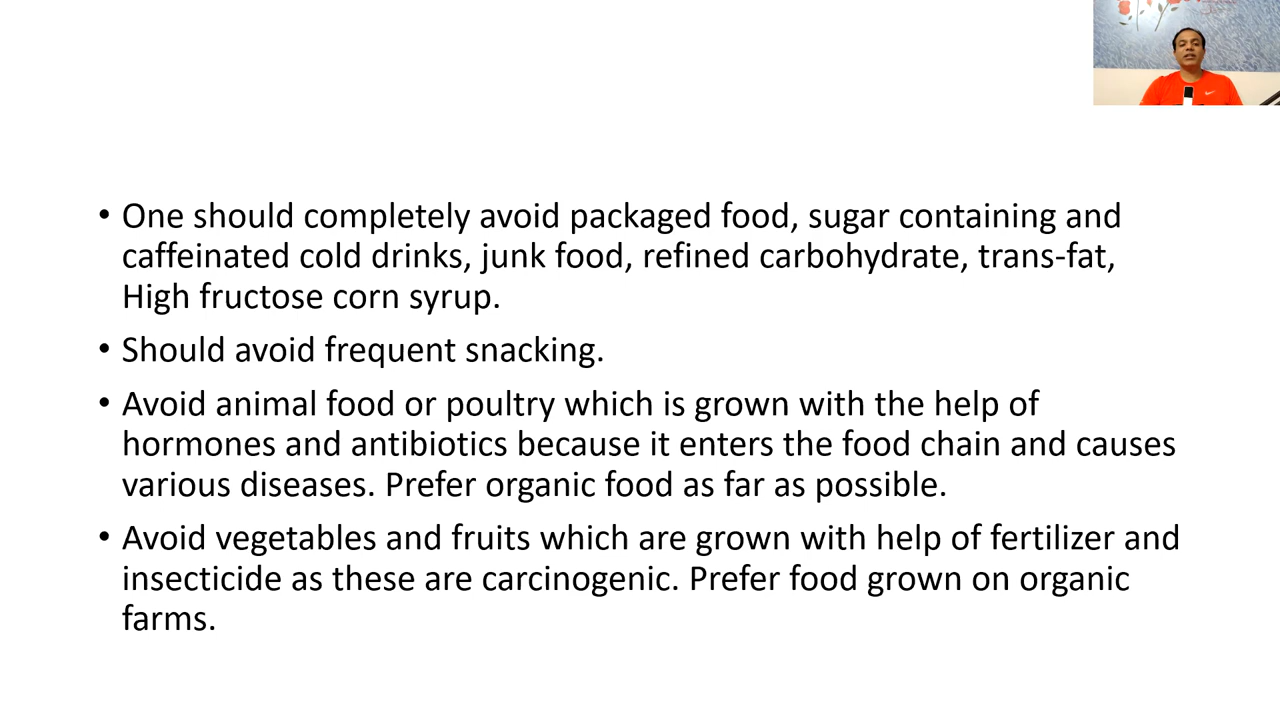 • One should completely avoid packaged food, sugar containing and
caffeinated cold drinks, junk food, refined carbohydrate, trans-fat,
High fructose corn syrup.
• Should avoid frequent snacking.
• Avoid animal food or poultry which is grown with the help of
hormones and antibiotics because it enters the food chain and causes
various diseases. Prefer organic food as far as possible.
• Avoid vegetables and fruits which are grown with help of fertilizer and
insecticide as these are carcinogenic. Prefer food grown on organic
farms.